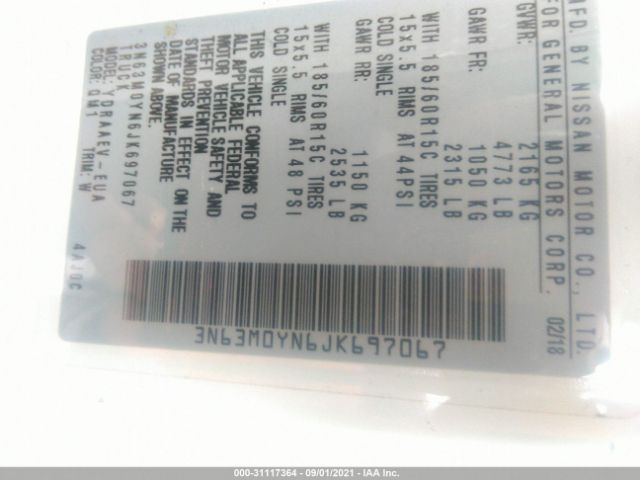 MFD. BY NISSAN MOTOR CO., LTD.
FOR GENERAL MOTORS CORP. 02/18
GVWR: 2165 KG
4773 LB
GAWR FR: 1050 KG
2315 LB
WITH 185/60R15C TIRES
15x5.5 RIMS AT 44PSI
COLD SINGLE
GAWR RR: 1150 KG
2535 LB
WITH 185/60R15C TIRES
15x5.5 RIMS AT 48 PSI
COLD SINGLE
THIS VEHICLE CONFORMS TO
ALL APPLICABLE FEDERAL
MOTOR VEHICLE SAFETY AND
THEFT PREVENTION
STANDARDS IN EFFECT ON THE
DATE OF MANUFACTURE
SHOWN ABOVE.
3N63M0YN6JK697067
TRUCK
MODEL: YDRAAEV-EUA
COLOR: QM1 TRIM: W
4AJ0C
3N63M0YN6JK697067
000-31117364 - 09/01/2021 - IAA Inc.